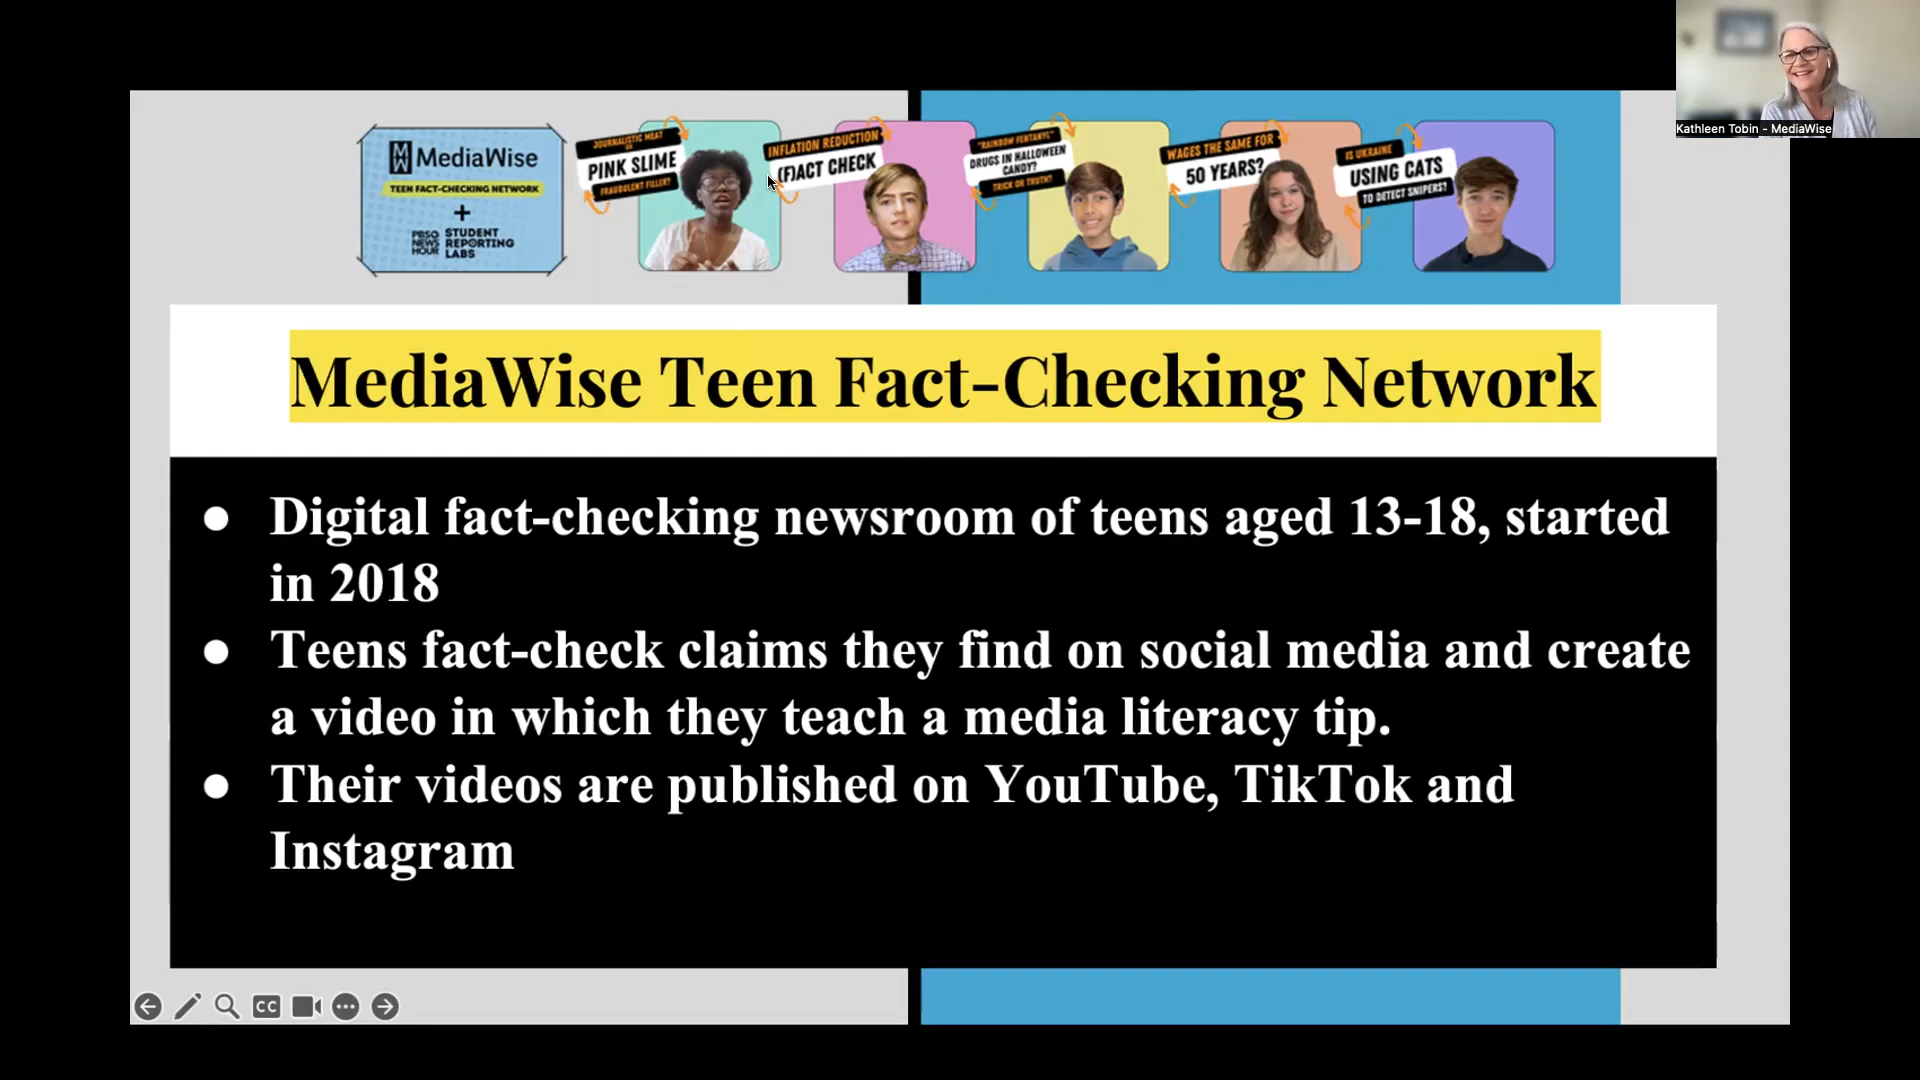 Kathleen Tobin - MediaWise
MW
MediaWise
TEEN FACT-CHECKING NETWORK
+
PBS NEWS HOUR
STUDENT REPORTING LABS
JOURNALISTIC MEAT
OR
PINK SLIME
FRAUDULENT FILLER?
INFLATION REDUCTION
(F)ACT CHECK
"RAINBOW FENTANYL"
DRUGS IN HALLOWEEN
CANDY?
TRICK OR TRUTH?
WAGES THE SAME FOR
50 YEARS?
IS UKRAINE
USING CATS
TO DETECT SNIPERS?
MediaWise Teen Fact-Checking Network
● Digital fact-checking newsroom of teens aged 13-18, started
in 2018
● Teens fact-check claims they find on social media and create
a video in which they teach a media literacy tip.
● Their videos are published on YouTube, TikTok and
Instagram
CC